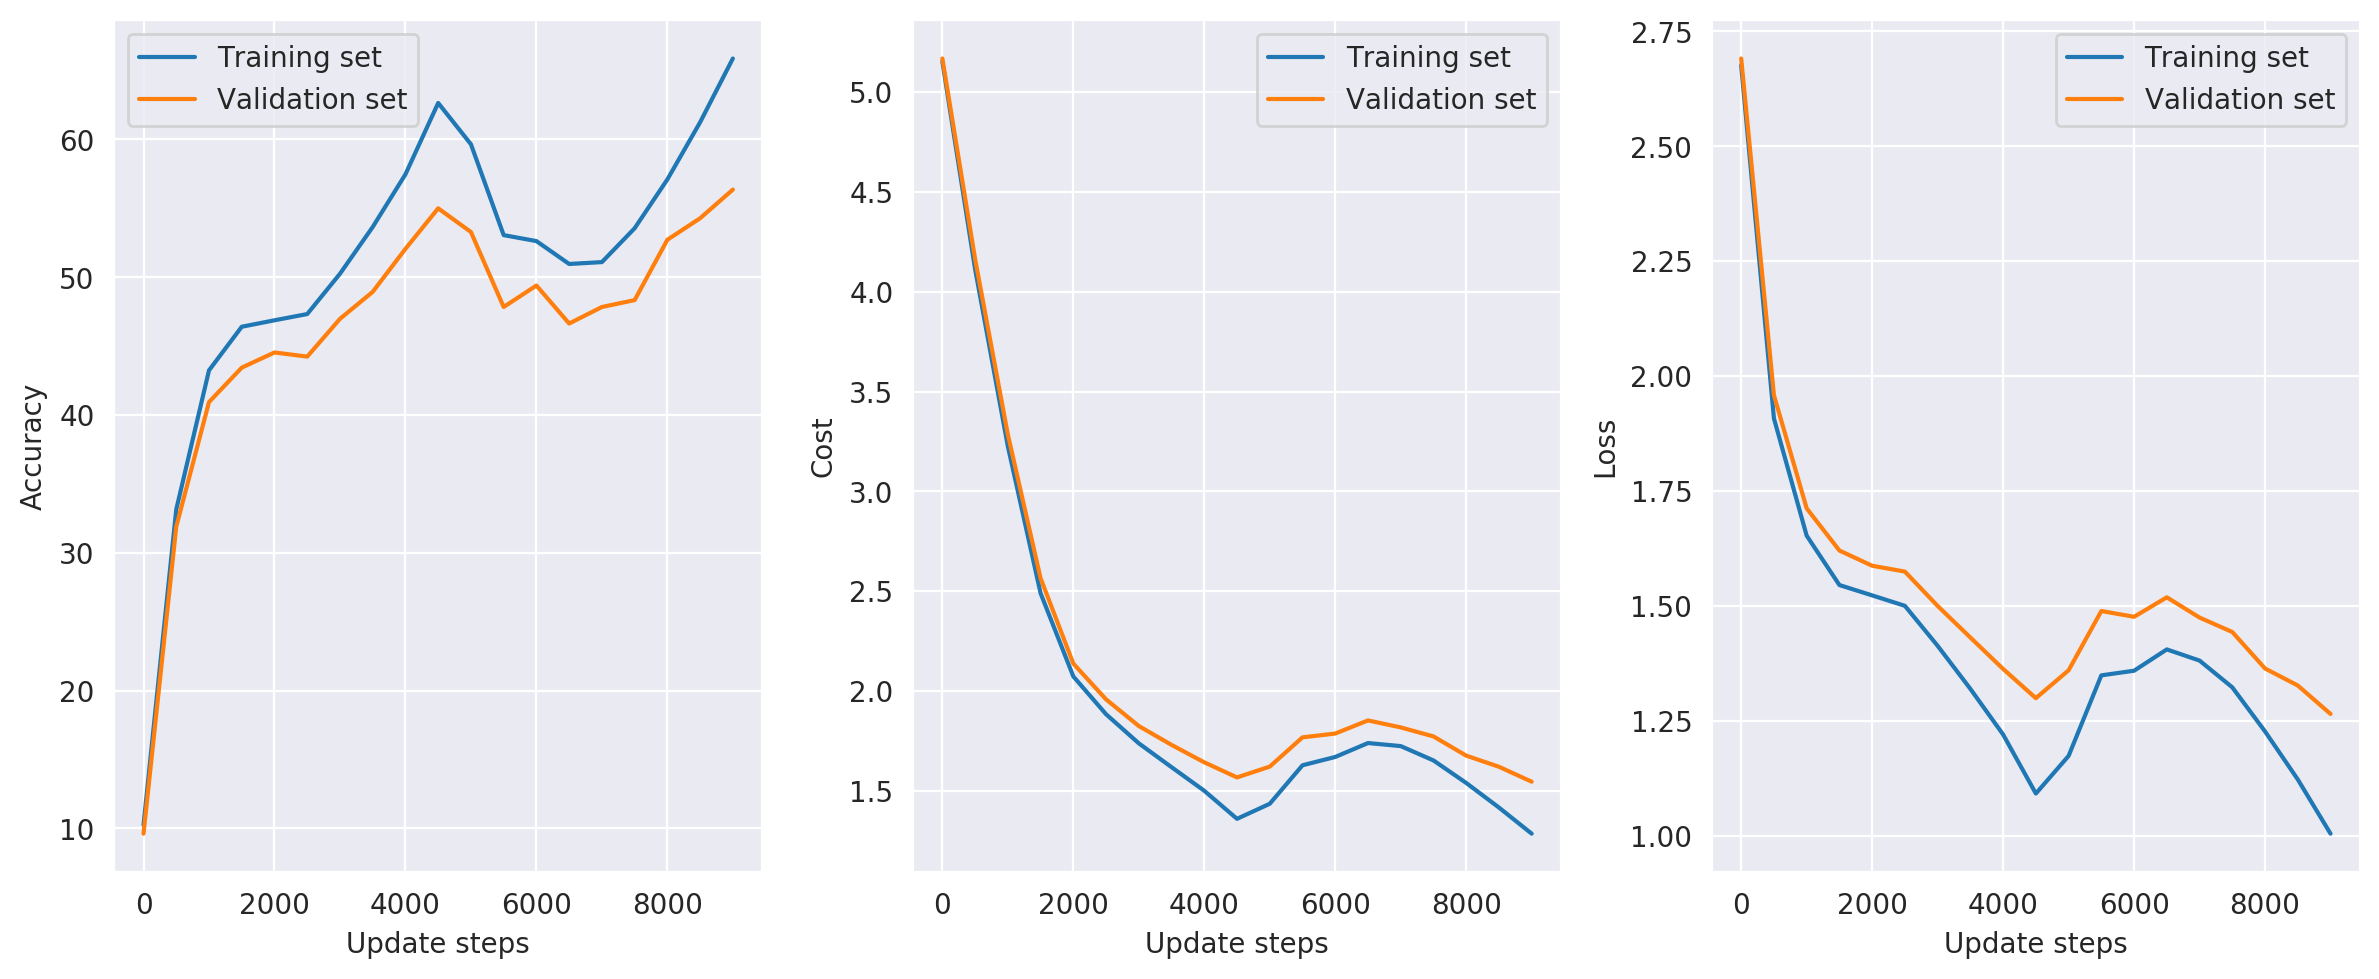 Training set
Validation set
60
50
40
30
20
10
Accuracy
0 2000 4000 6000 8000
Update steps
Training set
Validation set
5.0
4.5
4.0
3.5
3.0
2.5
2.0
1.5
Cost
0 2000 4000 6000 8000
Update steps
Training set
Validation set
2.75
2.50
2.25
2.00
1.75
1.50
1.25
1.00
Loss
0 2000 4000 6000 8000
Update steps